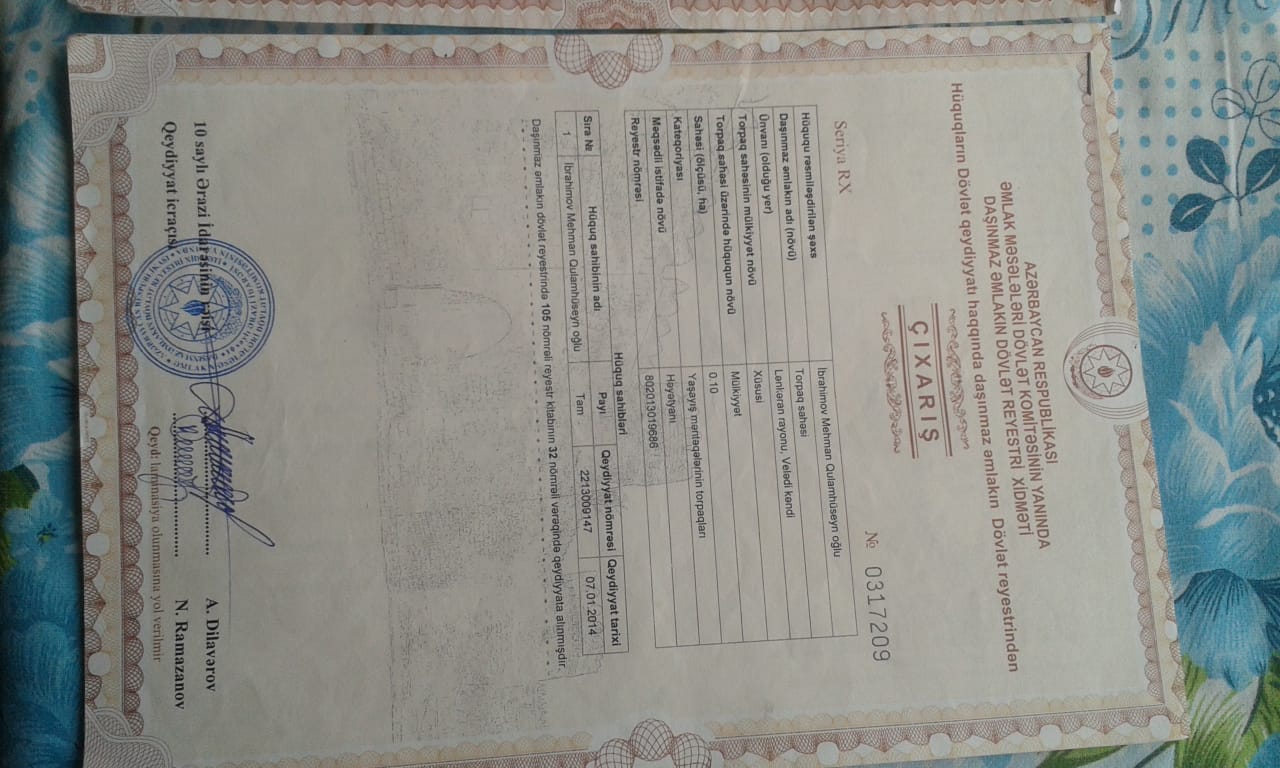 AZƏRBAYCAN RESPUBLİKASI
ƏMLAK MƏSƏLƏLƏRİ DÖVLƏT KOMİTƏSİNİN YANINDA
DAŞINMAZ ƏMLAKIN DÖVLƏT REYESTRİ XİDMƏTİ
Hüquqların Dövlət qeydiyyatı haqqında daşınmaz əmlakın Dövlət reyestrindən
ÇIXARIŞ
Seriya RX № 0317209
Hüququ rəsmiləşdirilən şəxs İbrahimov Mehman Qulamhüseyn oğlu
Daşınmaz əmlakın adı (növü) Torpaq sahəsi
Ünvanı (olduğu yer) Lənkəran rayonu, Vełədi kəndi
Torpaq sahəsinin mülkiyyət növü Xüsusi
Torpaq sahəsi üzərində hüququn növü Mülkiyyət
Sahəsi (ölçüsü, ha) 0.10
Kateqoriyası Yaşayış məntəqələrinin torpaqları
Məqsədli istifadə növü Həyətyanı
Reyestr nömrəsi 802013019686
Hüquq sahibləri
Sıra № Hüquq sahibinin adı Payı Qeydiyyat nömrəsi Qeydiyyat tarixi
1 İbrahimov Mehman Qulamhüseyn oğlu Tam 2213009147 07.01.2014
Daşınmaz əmlakın dövlət reyestrində 105 nömrəli reyestr kitabının 32 nömrəli vərəqində qeydiyyata alınmışdır.
10 saylı Ərazi İdarəsinin rəisi A. Dilavərov
Qeydiyyat icraçısı N. Ramazanov
Qeyd: laminasiya olunmasına yol verilmir